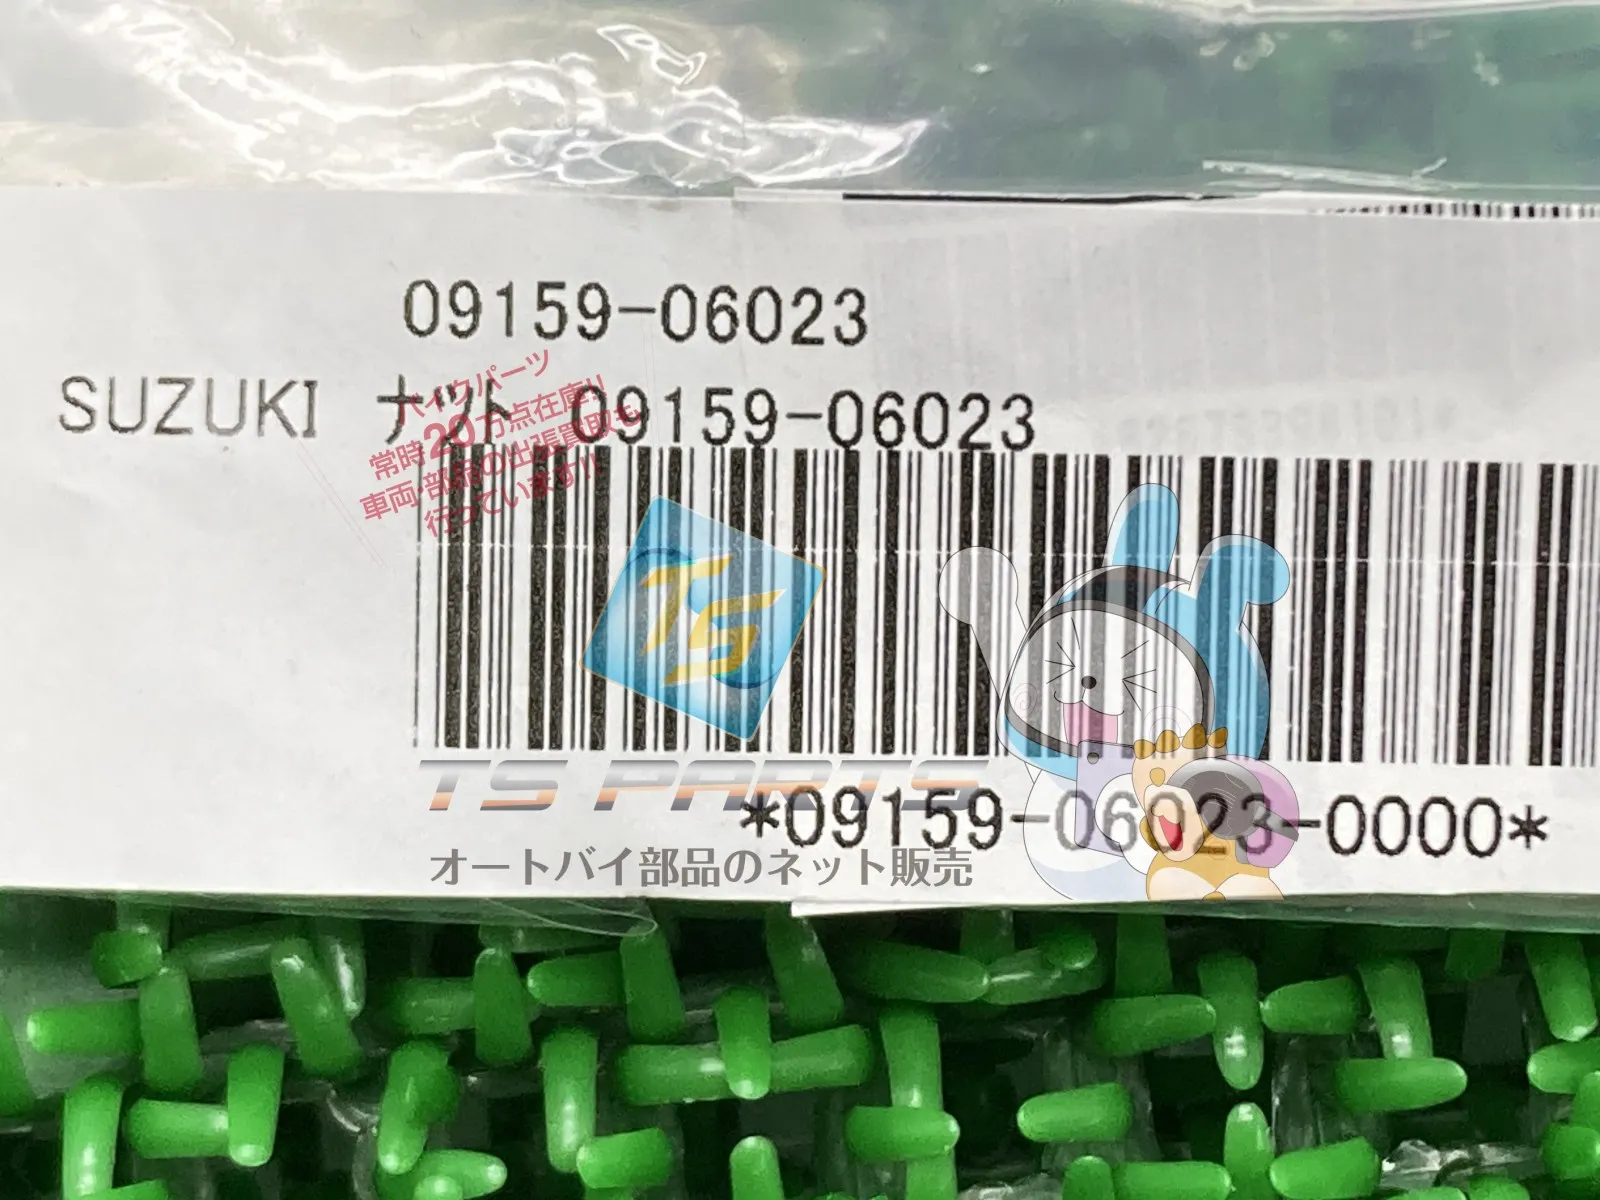 09159-06023
SUZUKI ナット 09159-06023
バイクパーツ
常時20万点在庫!!
車両・部品の出張買取も
行っています!!
TS
TS PARTS
*09159-06023-0000*
オートバイ部品のネット販売